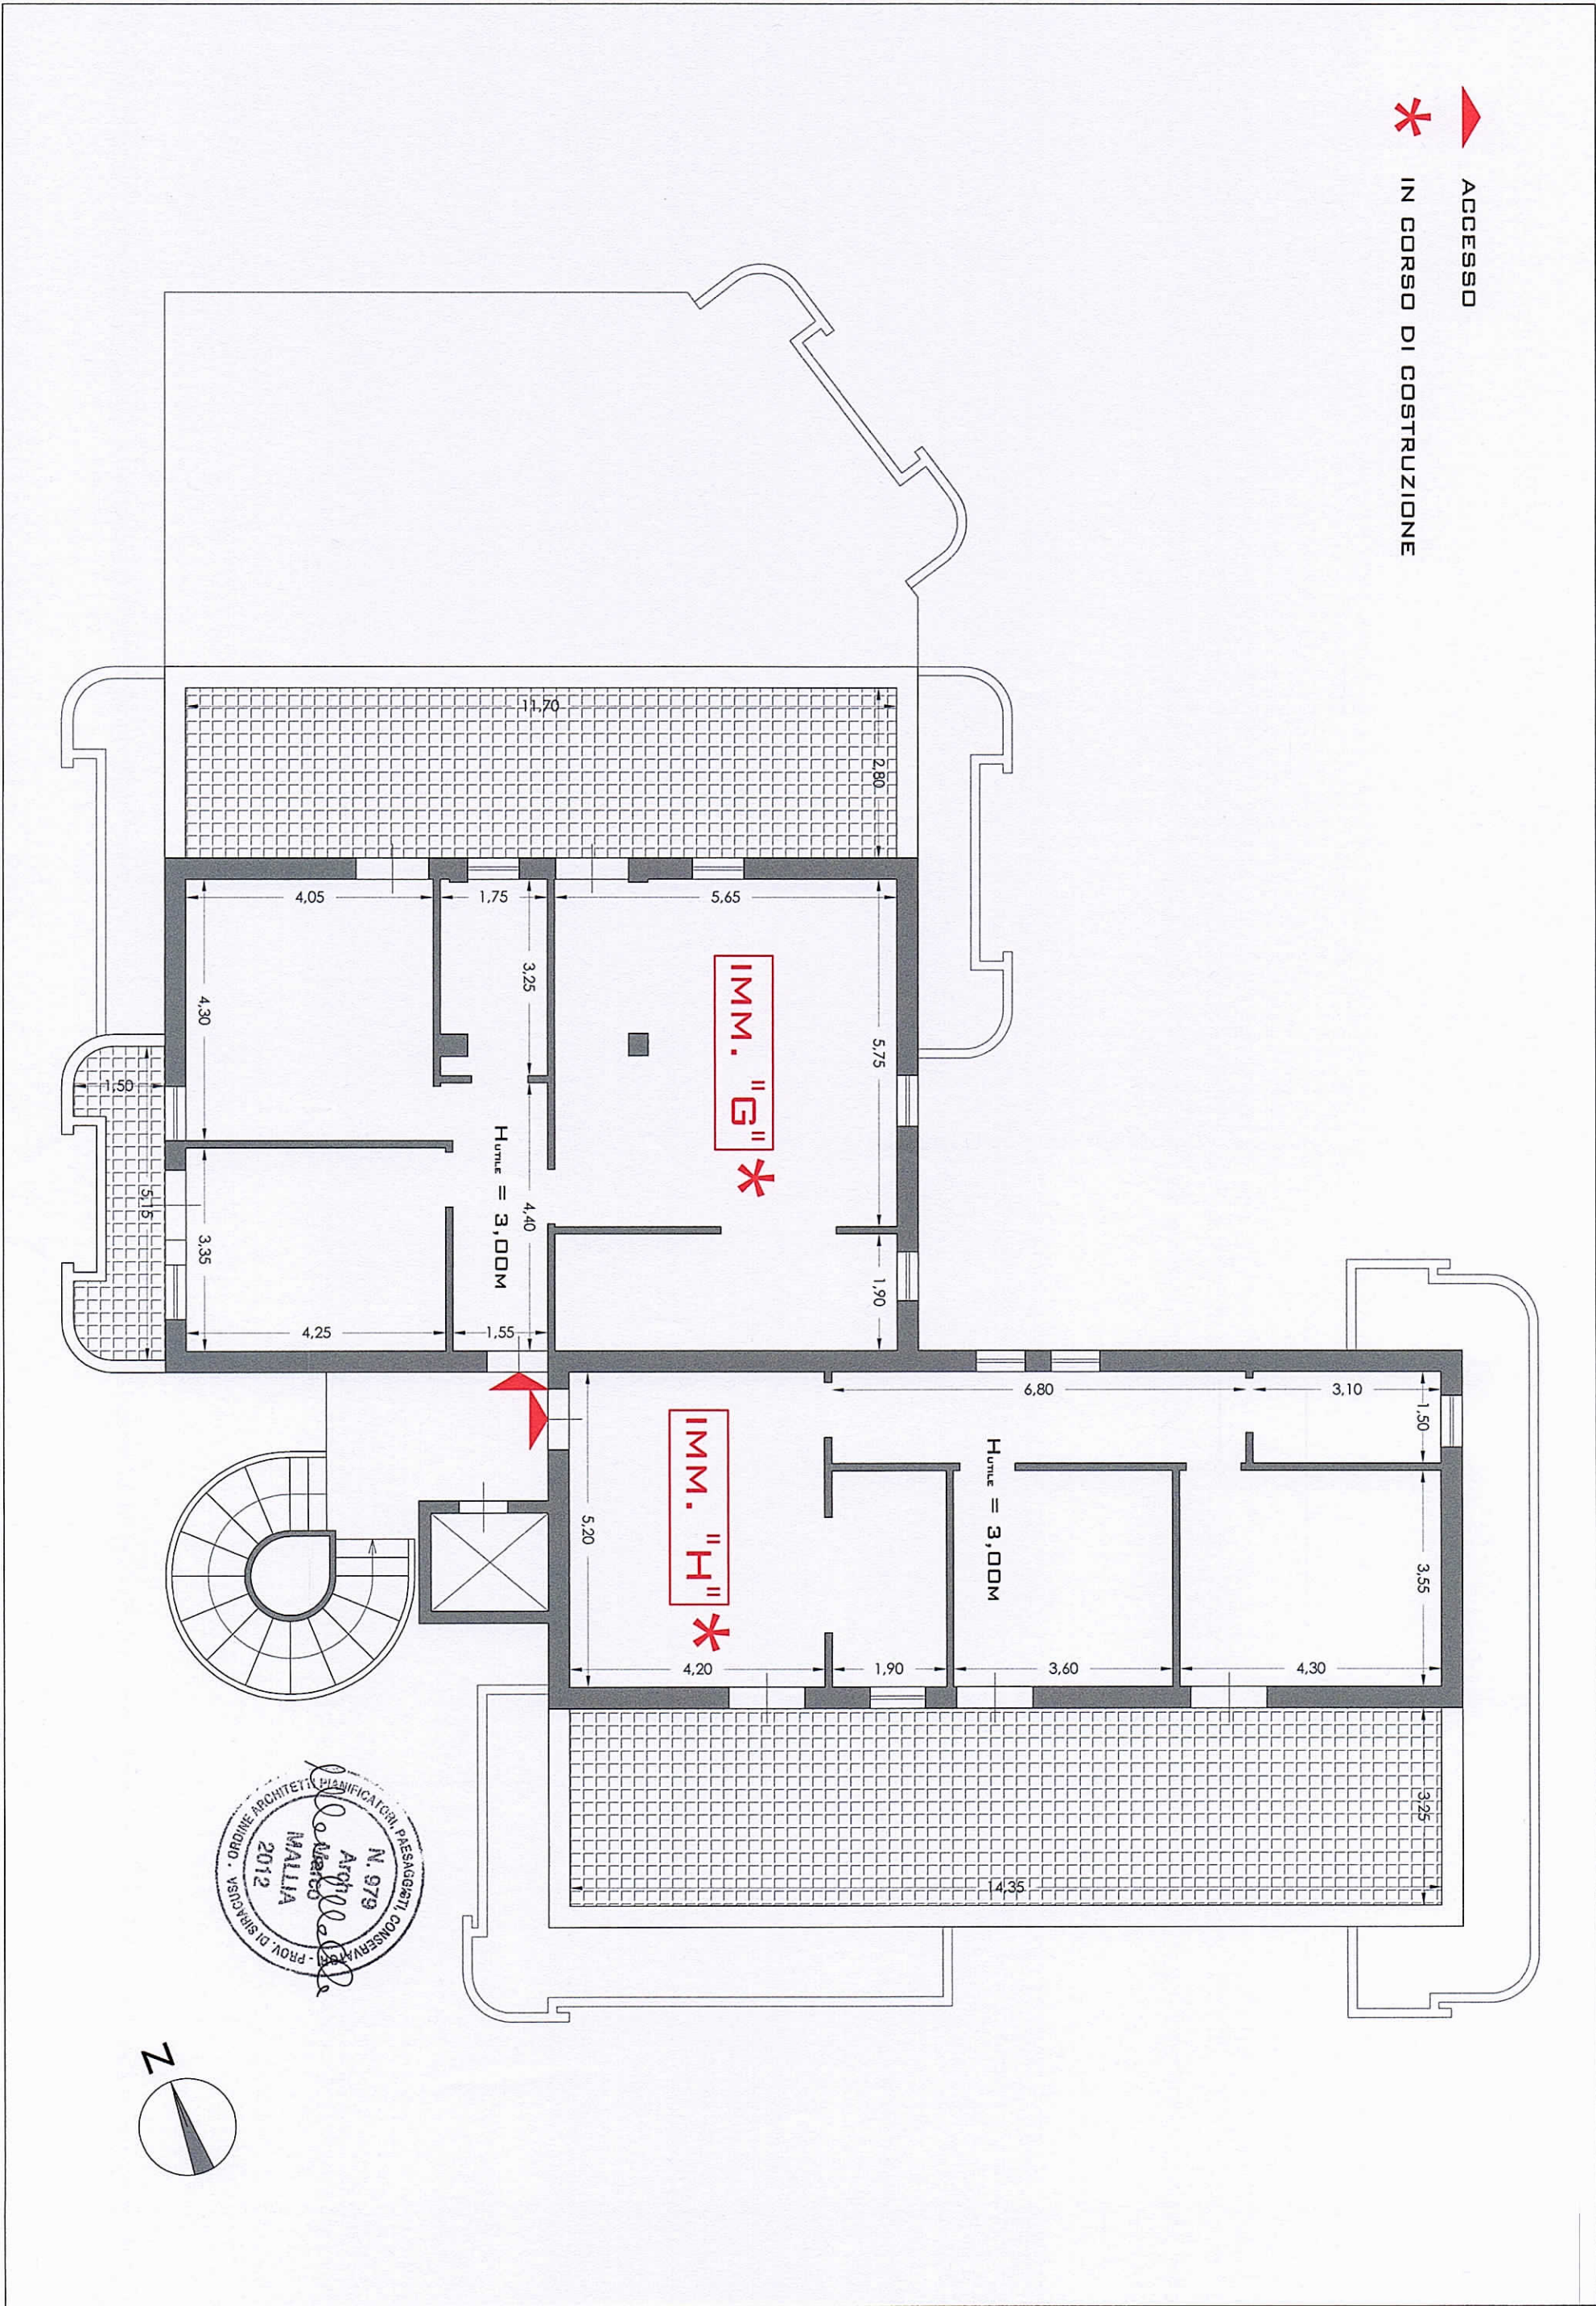 ACCESSO
* IN CORSO DI COSTRUZIONE
11,70
2,80
4,05
1,75
5,65
4,30
3,25
5,75
IMM. "G" *
HUTILE = 3,00M
4,40
1,50
5,15
3,35
1,90
4,25
1,55
6,80
3,10
1,50
5,20
IMM. "H" *
HUTILE = 3,00M
3,55
4,20
1,90
3,60
4,30
3,25
14,35
ORDINE ARCHITETTI, PIANIFICATORI, PAESAGGISTI, CONSERVATORI - PROV. DI SIRACUSA
N. 979
Arch.
Marco
MALLIA
2012
N